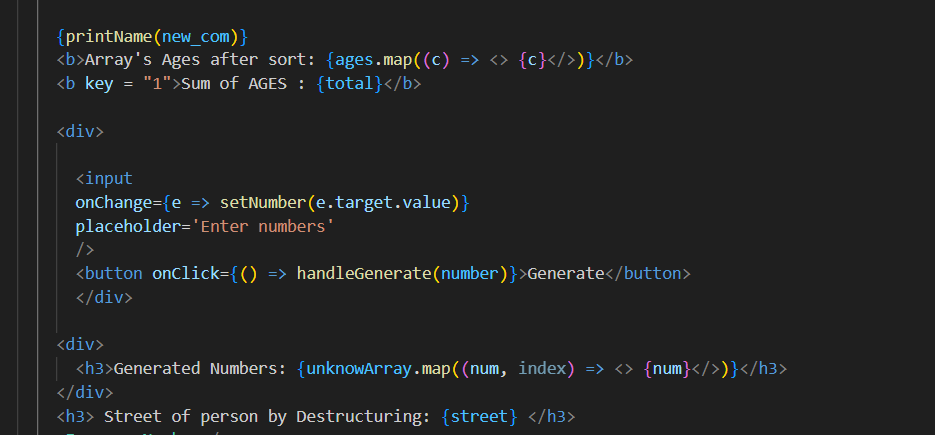 {printName(new_com)}
<b>Array's Ages after sort: {ages.map((c) => <> {c}</>)}</b>
<b key = "1">Sum of AGES : {total}</b>
<div>
<input
onChange={e => setNumber(e.target.value)}
placeholder='Enter numbers'
/>
<button onClick={() => handleGenerate(number)}>Generate</button>
</div>
<div>
<h3>Generated Numbers: {unknowArray.map((num, index) => <> {num}</>)}</h3>
</div>
<h3> Street of person by Destructuring: {street} </h3>